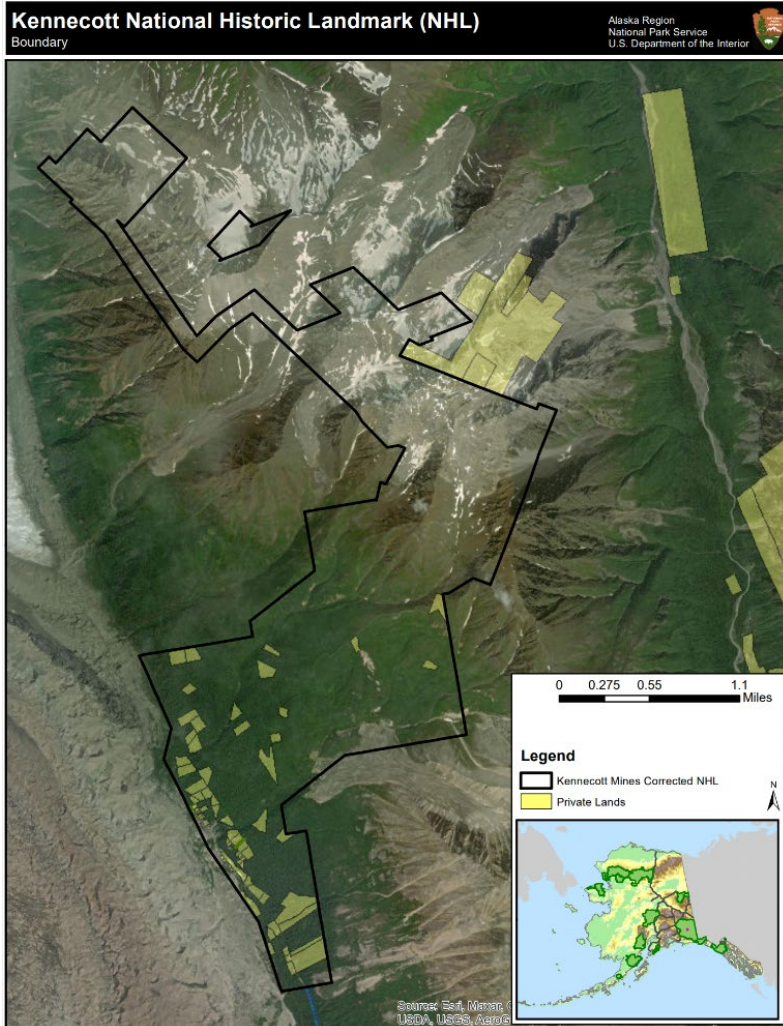 Kennecott National Historic Landmark (NHL)
Boundary
Alaska Region
National Park Service
U.S. Department of the Interior
0 0.275 0.55 1.1
Miles
Legend
Kennecott Mines Corrected NHL
Private Lands
N
Source: Esri, Maxar,
USDA, USGS,